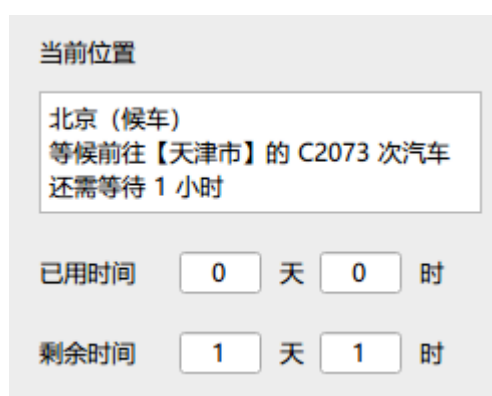 当前位置
北京（候车）
等候前往【天津市】的 C2073 次汽车
还需等待 1 小时
已用时间 0 天 0 时
剩余时间 1 天 1 时